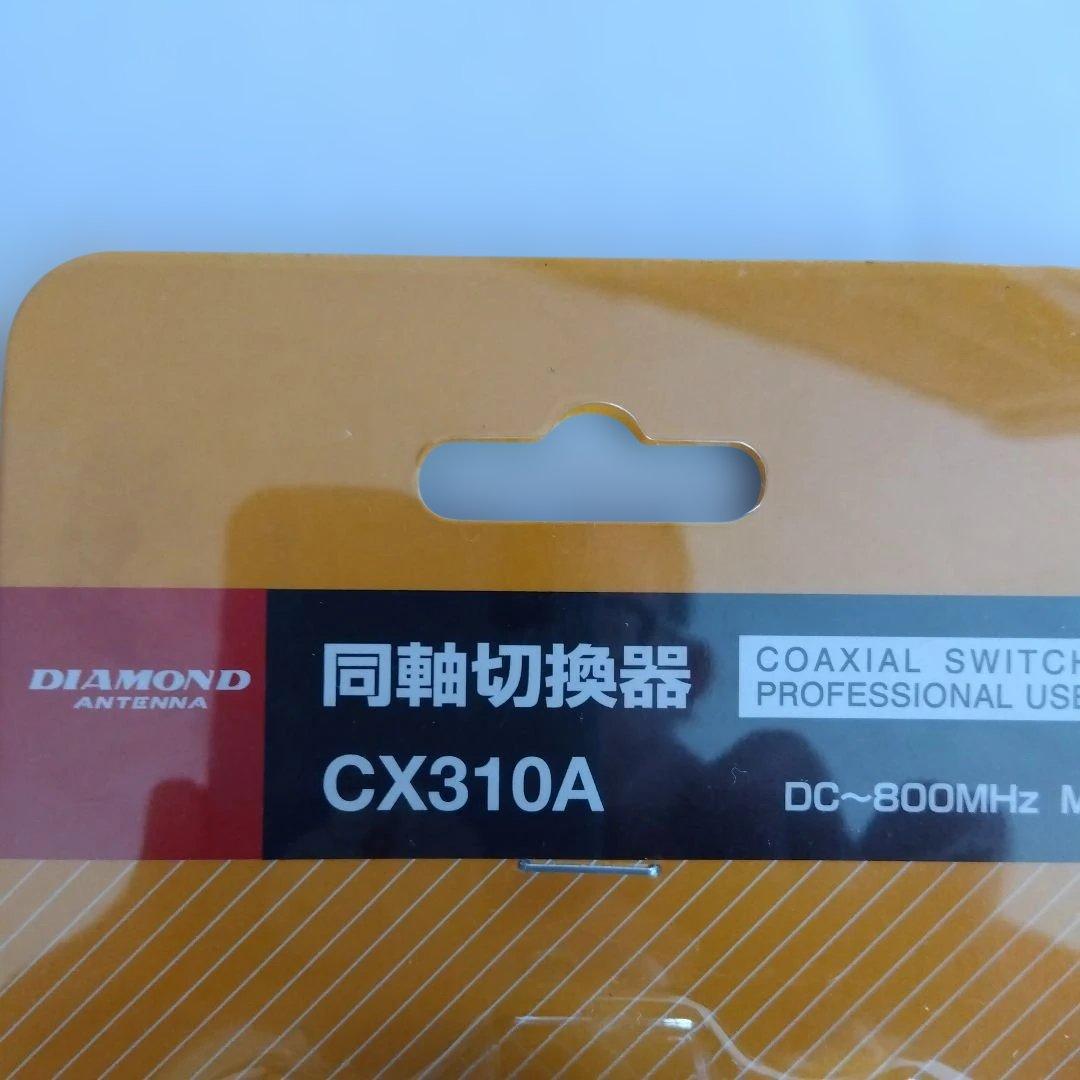 DIAMOND
ANTENNA
同軸切換器
COAXIAL SWITCH
PROFESSIONAL USE
CX310A
DC～800MHz